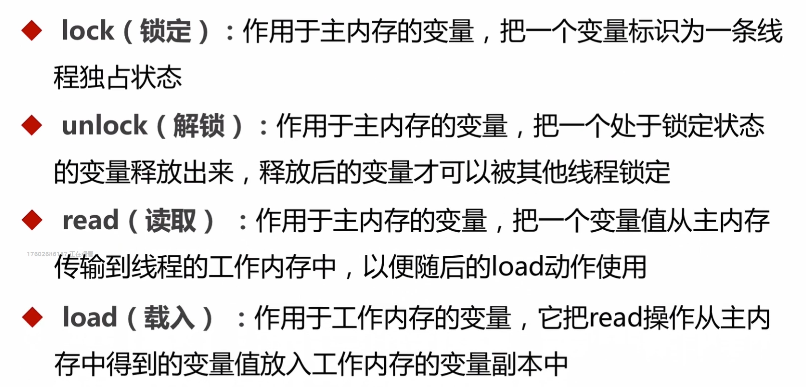 ◆ lock（锁定）：作用于主内存的变量，把一个变量标识为一条线
程独占状态
◆ unlock（解锁）：作用于主内存的变量，把一个处于锁定状态
的变量释放出来，释放后的变量才可以被其他线程锁定
◆ read（读取）：作用于主内存的变量，把一个变量值从主内存
传输到线程的工作内存中，以便随后的load动作使用
◆ load（载入）：作用于工作内存的变量，它把read操作从主内
存中得到的变量值放入工作内存的变量副本中